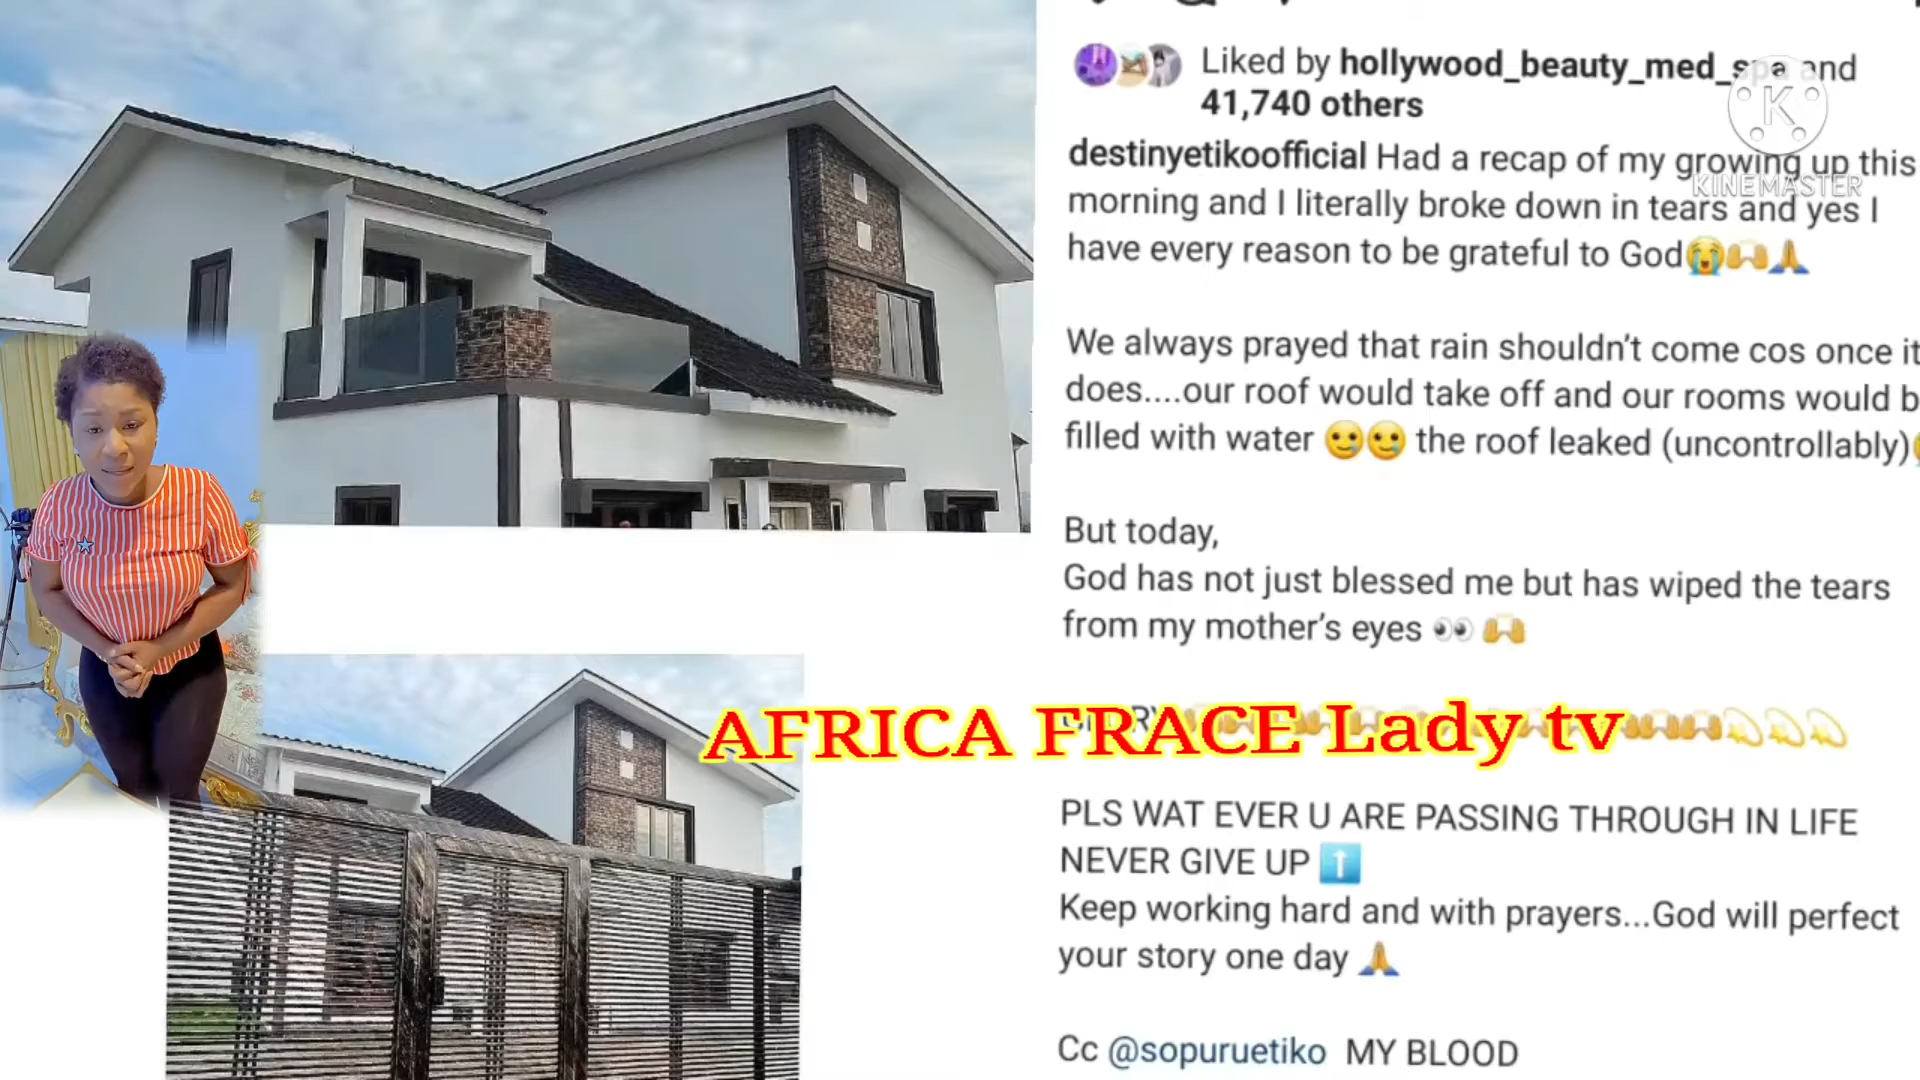 Liked by hollywood_beauty_med_spa and
41,740 others
destinyetikoofficial Had a recap of my growing up this
morning and I literally broke down in tears and yes I
have every reason to be grateful to God😭🙌🙏
We always prayed that rain shouldn't come cos once it
does....our roof would take off and our rooms would b
filled with water 🥲🥲 the roof leaked (uncontrollably)
But today,
God has not just blessed me but has wiped the tears
from my mother's eyes 👀 🙌
AFRICA FRACE Lady tv
PLS WAT EVER U ARE PASSING THROUGH IN LIFE
NEVER GIVE UP ⬆️
Keep working hard and with prayers...God will perfect
your story one day 🙏
Cc @sopuruetiko MY BLOOD
K
KINEMASTER